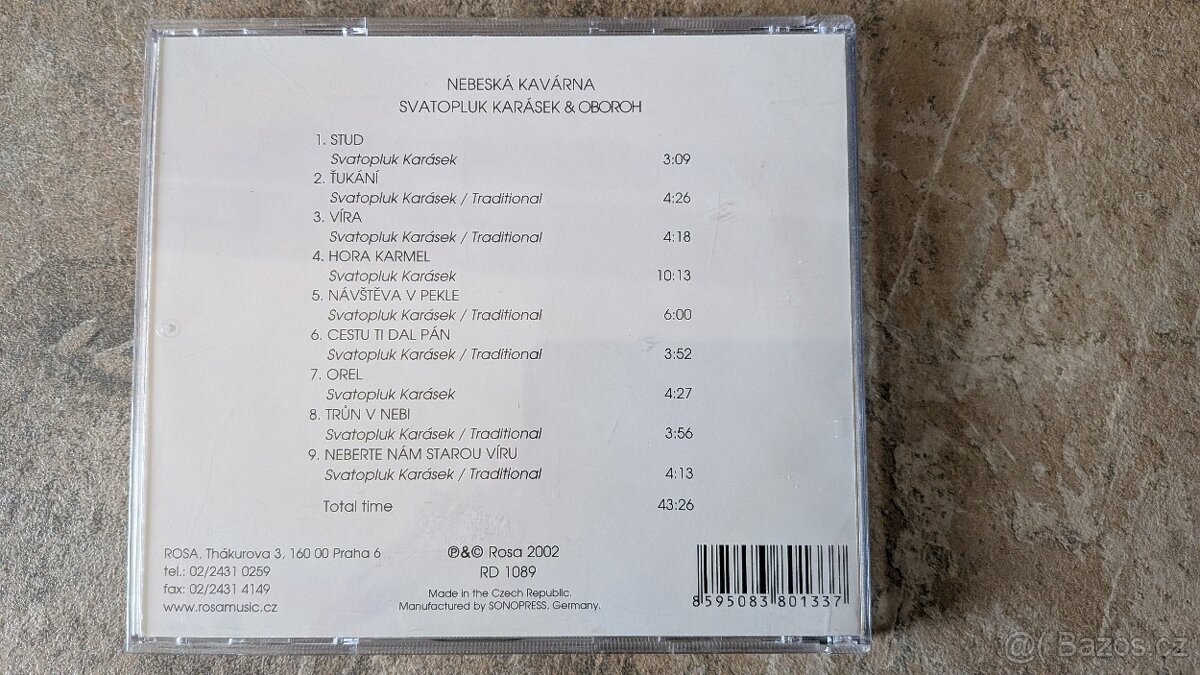 NEBESKÁ KAVÁRNA
SVATOPLUK KARÁSEK & OBOROH
1. STUD
Svatopluk Karásek 3:09
2. ŤUKÁNÍ
Svatopluk Karásek / Traditional 4:26
3. VÍRA
Svatopluk Karásek / Traditional 4:18
4. HORA KARMEL
Svatopluk Karásek 10:13
5. NÁVŠTĚVA V PEKLE
Svatopluk Karásek / Traditional 6:00
6. CESTU TI DAL PÁN
Svatopluk Karásek / Traditional 3:52
7. OREL
Svatopluk Karásek 4:27
8. TRŮN V NEBI
Svatopluk Karásek / Traditional 3:56
9. NEBERTE NÁM STAROU VÍRU
Svatopluk Karásek / Traditional 4:13
Total time 43:26
ROSA, Thákurova 3, 160 00 Praha 6
tel.: 02/2431 0259
fax: 02/2431 4149
www.rosamusic.cz
℗&© Rosa 2002
RD 1089
Made in the Czech Republic.
Manufactured by SONOPRESS, Germany.
8595083801337
@( Bazos.cz